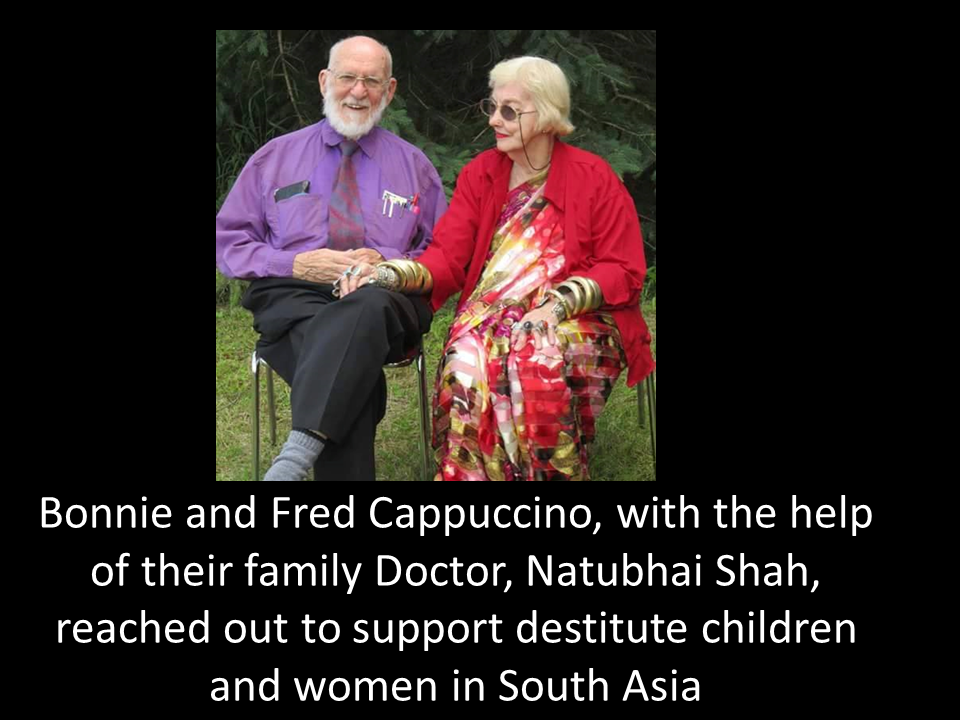 Bonnie and Fred Cappuccino, with the help
of their family Doctor, Natubhai Shah,
reached out to support destitute children
and women in South Asia